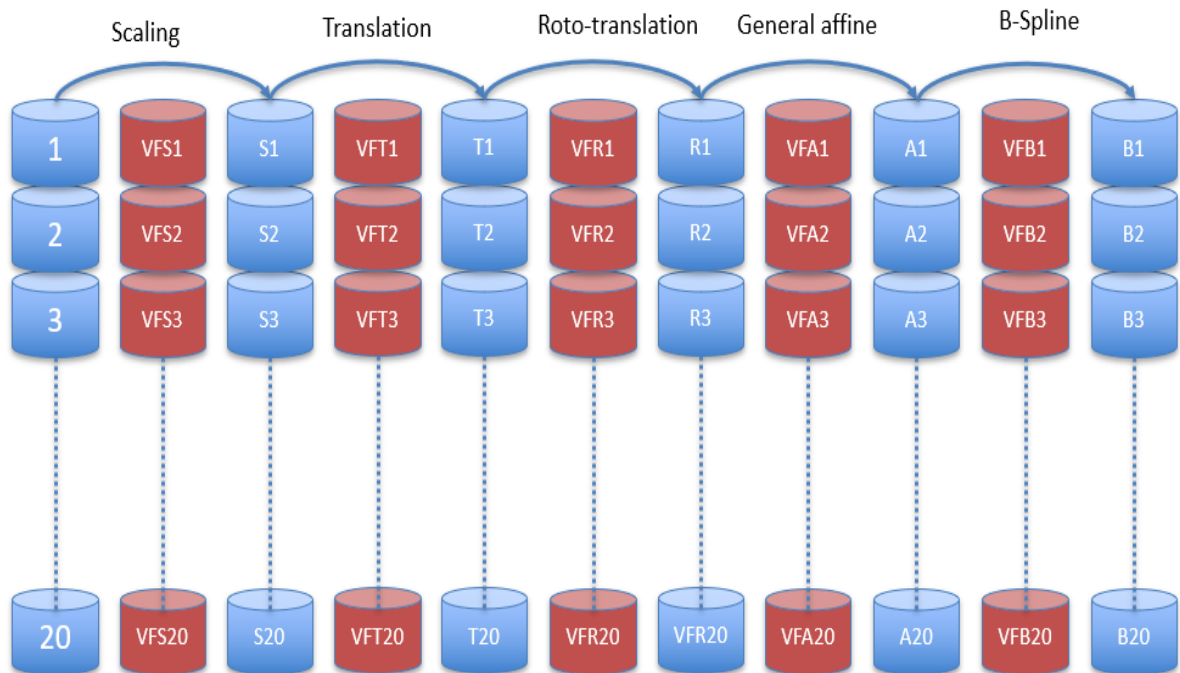 Scaling Translation Roto-translation General affine B-Spline
1 VFS1 S1 VFT1 T1 VFR1 R1 VFA1 A1 VFB1 B1
2 VFS2 S2 VFT2 T2 VFR2 R2 VFA2 A2 VFB2 B2
3 VFS3 S3 VFT3 T3 VFR3 R3 VFA3 A3 VFB3 B3
20 VFS20 S20 VFT20 T20 VFR20 VFR20 VFA20 A20 VFB20 B20